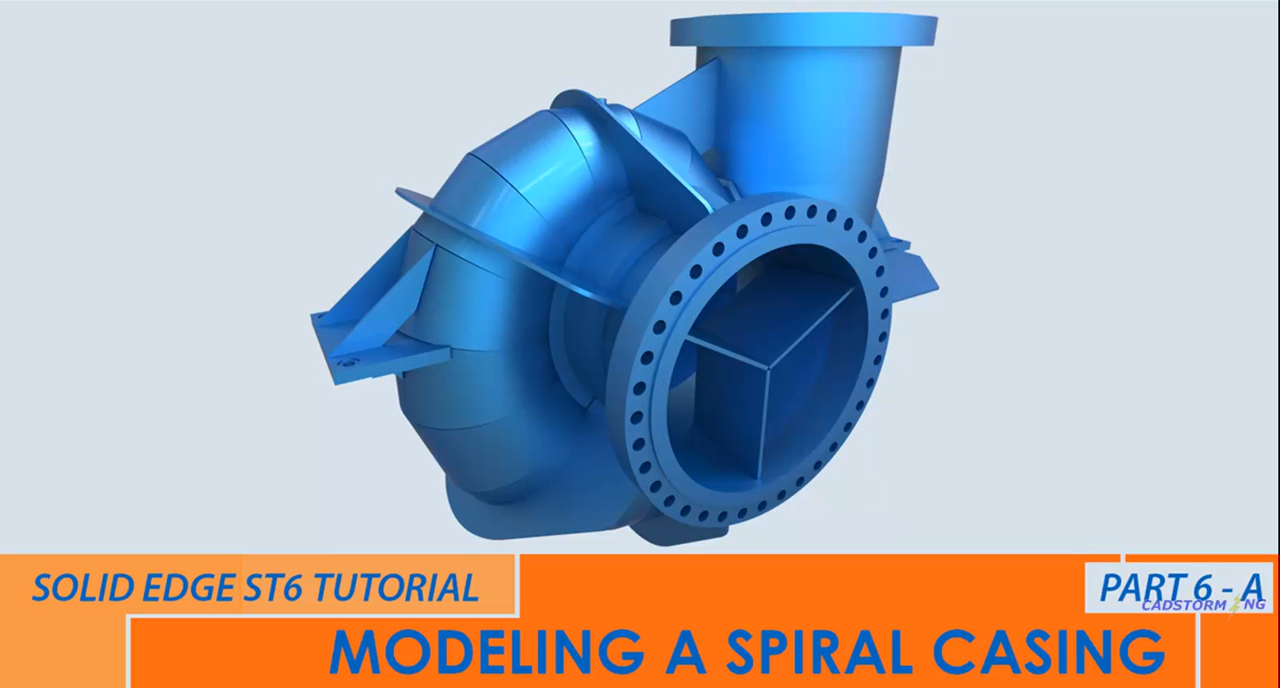 SOLID EDGE ST6 TUTORIAL
PART 6 - A
CADSTORMING
MODELING A SPIRAL CASING